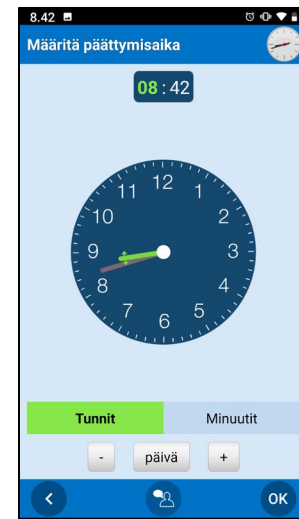 8.42
Määritä päättymisaika
08:42
12
11 1
10 2
9 3
8 4
7 5
6
Tunnit Minuutit
- päivä +
OK